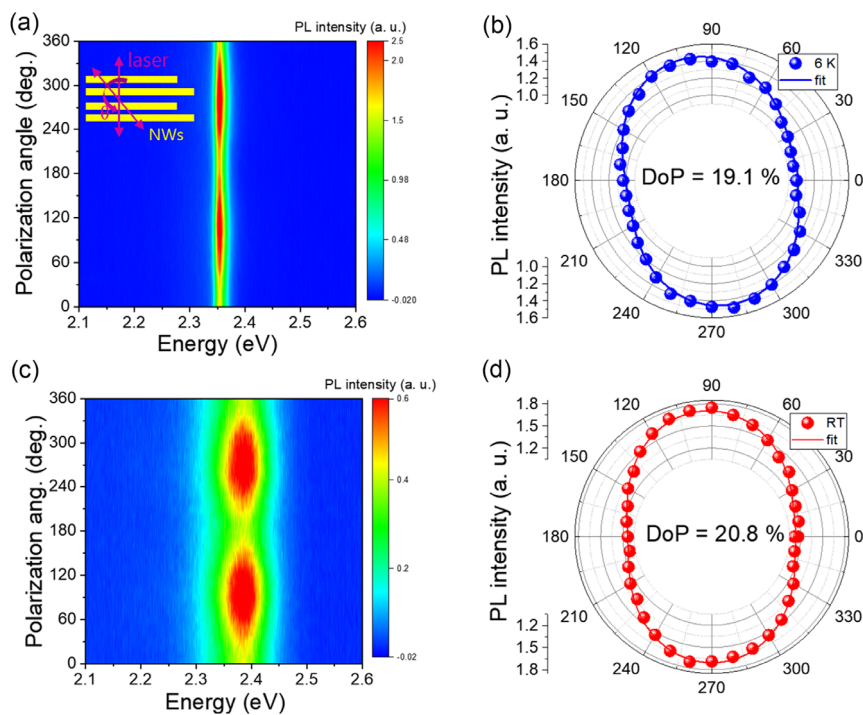 (a)
PL intensity (a. u.)
Polarization angle (deg.)
360
300
240
180
120
60
0
laser
θ
NWs
2.5
2.4
1.5
0.98
0.48
-0.020
2.1 2.2 2.3 2.4 2.5 2.6
Energy (eV)
(b)
PL intensity (a. u.)
1.6
1.4
1.2
1.0
1.0
1.2
1.4
1.6
90
60
30
0
330
300
270
240
210
180
150
120
6 K
fit
DoP = 19.1 %
(c)
PL intensity (a. u.)
Polarization ang. (deg.)
360
300
240
180
120
60
0
0.6
0.4
0.2
-0.02
2.1 2.2 2.3 2.4 2.5 2.6
Energy (eV)
(d)
PL intensity (a. u.)
1.8
1.5
1.2
1.2
1.5
1.8
90
60
30
0
330
300
270
240
210
180
150
120
RT
fit
DoP = 20.8 %